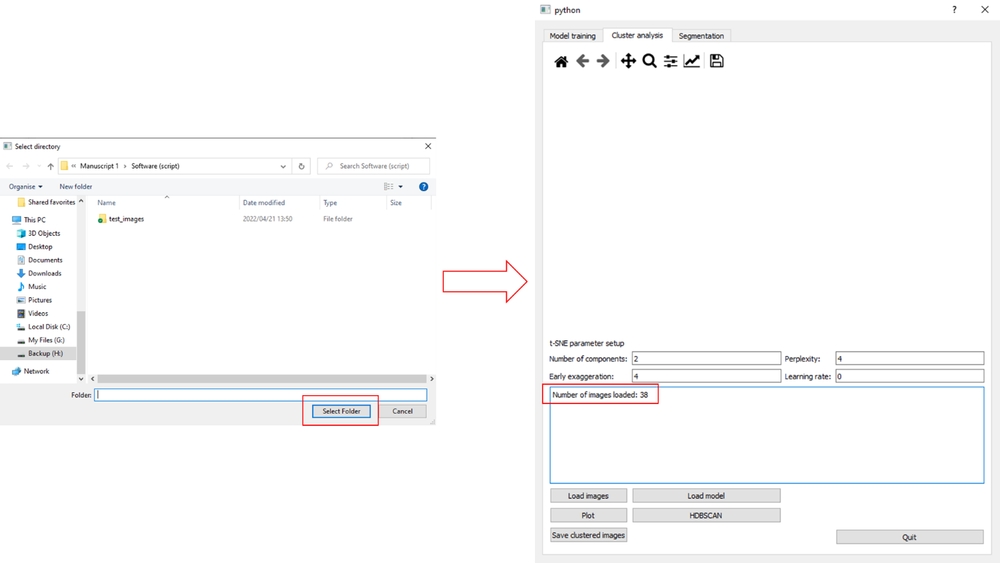 Select directory
« Manuscript 1 › Software (script)
Search Software (script)
Organise
New folder
?
Name
Date modified
Type
Size
Shared favorites
This PC
3D Objects
Desktop
Documents
Downloads
Music
Pictures
Videos
Local Disk (C:)
My Files (G:)
Backup (H:)
Network
test_images
2022/04/21 13:50
File folder
Folder:
Select Folder
Cancel
python
?
Model training
Cluster analysis
Segmentation
t-SNE parameter setup
Number of components: 2
Perplexity: 4
Early exaggeration: 4
Learning rate: 0
Number of images loaded: 38
Load images
Load model
Plot
HDBSCAN
Save clustered images
Quit